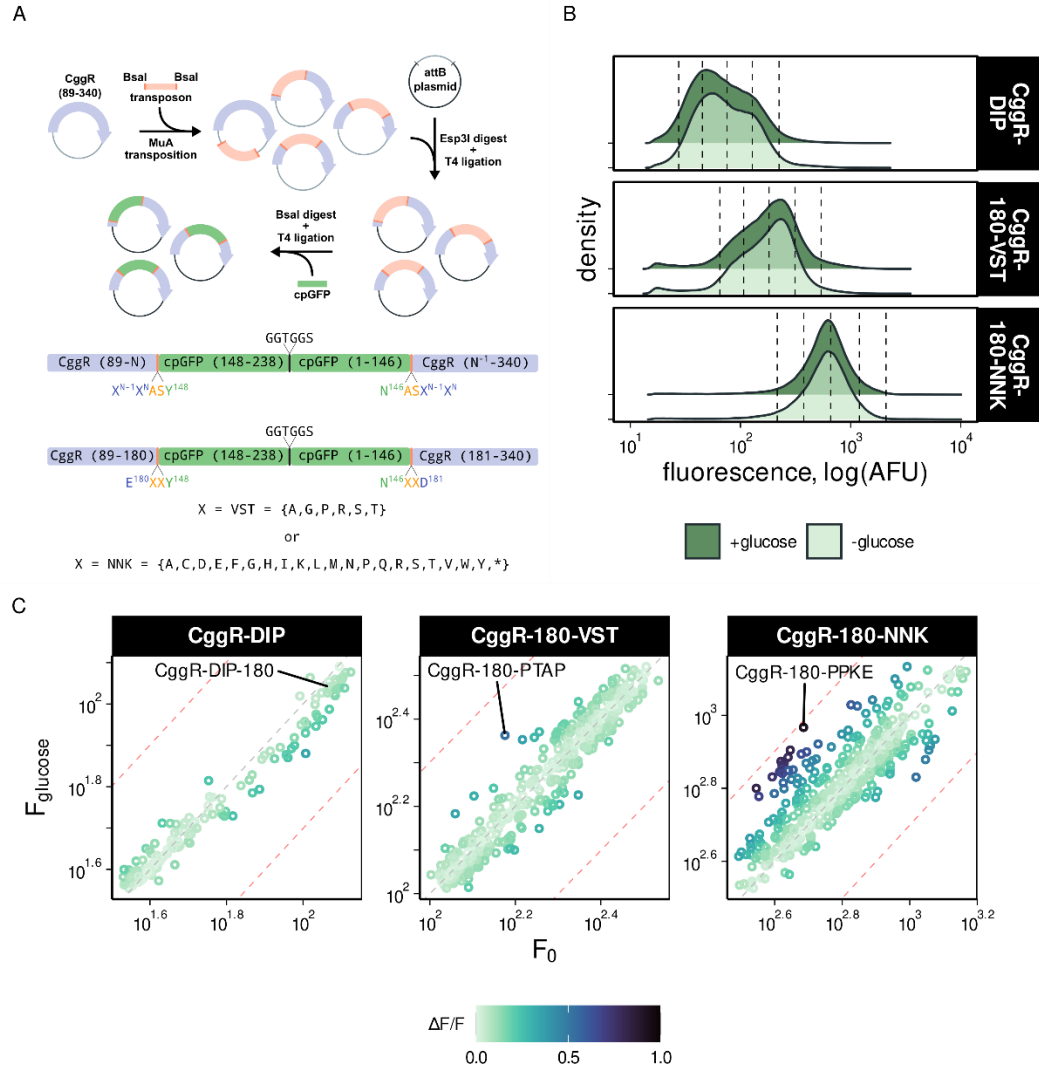 A
CggR
(89-340)
BsaI BsaI
transposon
MuA
transposition
attB
plasmid
Esp3I digest
+
T4 ligation
BsaI digest
+
T4 ligation
cpGFP
GGTGGS
CggR (89-N) cpGFP (148-238) cpGFP (1-146) CggR (N⁻¹-340)
Xᴺ⁻¹XᴺASY¹⁴⁸ N¹⁴⁶ASXᴺ⁻¹Xᴺ
GGTGGS
CggR (89-180) cpGFP (148-238) cpGFP (1-146) CggR (181-340)
E¹⁸⁰XXY¹⁴⁸ N¹⁴⁶XXD¹⁸¹
X = VST = {A,G,P,R,S,T}
or
X = NNK = {A,C,D,E,F,G,H,I,K,L,M,N,P,Q,R,S,T,V,W,Y,*}
B
CggR-
DIP
CggR-
180-VST
CggR-
180-NNK
density
10¹ 10² 10³ 10⁴
fluorescence, log(AFU)
+glucose -glucose
C
CggR-DIP CggR-180-VST CggR-180-NNK
CggR-DIP-180 CggR-180-PTAP CggR-180-PPKE
F_glucose
10²
10¹·⁸
10¹·⁶
10²·⁴
10²·²
10²
10³
10²·⁸
10²·⁶
10¹·⁶ 10¹·⁸ 10² 10² 10²·² 10²·⁴ 10²·⁶ 10²·⁸ 10³ 10³·²
F₀
ΔF/F
0.0 0.5 1.0